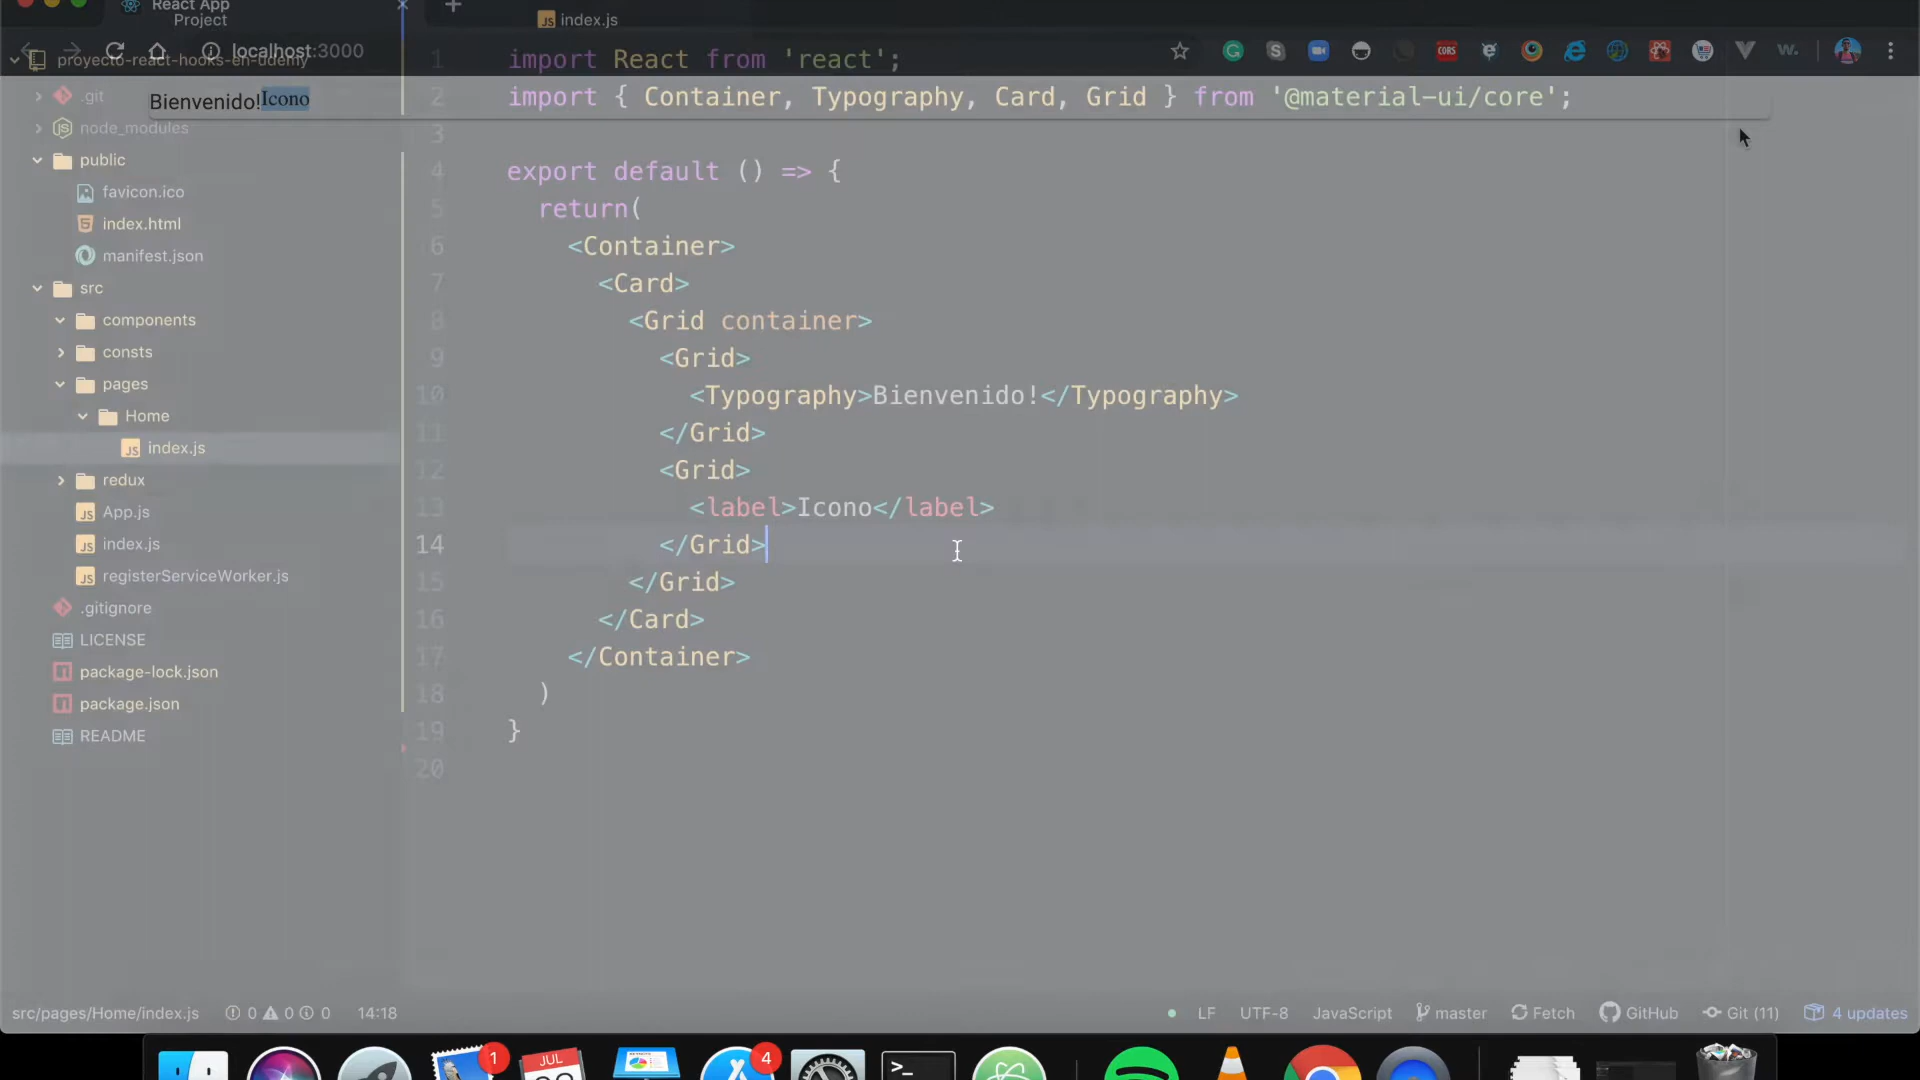 React App
Project
index.js
localhost:3000
proyecto-react-hooks-en-udemy
CORS
w.
Bienvenido!Icono
.git
node_modules
public
favicon.ico
index.html
manifest.json
src
components
consts
pages
Home
index.js
redux
App.js
index.js
registerServiceWorker.js
.gitignore
LICENSE
package-lock.json
package.json
README
1 import React from 'react';
2 import { Container, Typography, Card, Grid } from '@material-ui/core';
3
4 export default () => {
5 return(
6 <Container>
7 <Card>
8 <Grid container>
9 <Grid>
10 <Typography>Bienvenido!</Typography>
11 </Grid>
12 <Grid>
13 <label>Icono</label>
14 </Grid>
15 </Grid>
16 </Card>
17 </Container>
18 )
19 }
20
src/pages/Home/index.js 0 0 0 14:18
LF UTF-8 JavaScript master Fetch GitHub Git (11) 4 updates
1
JUL
4
>_